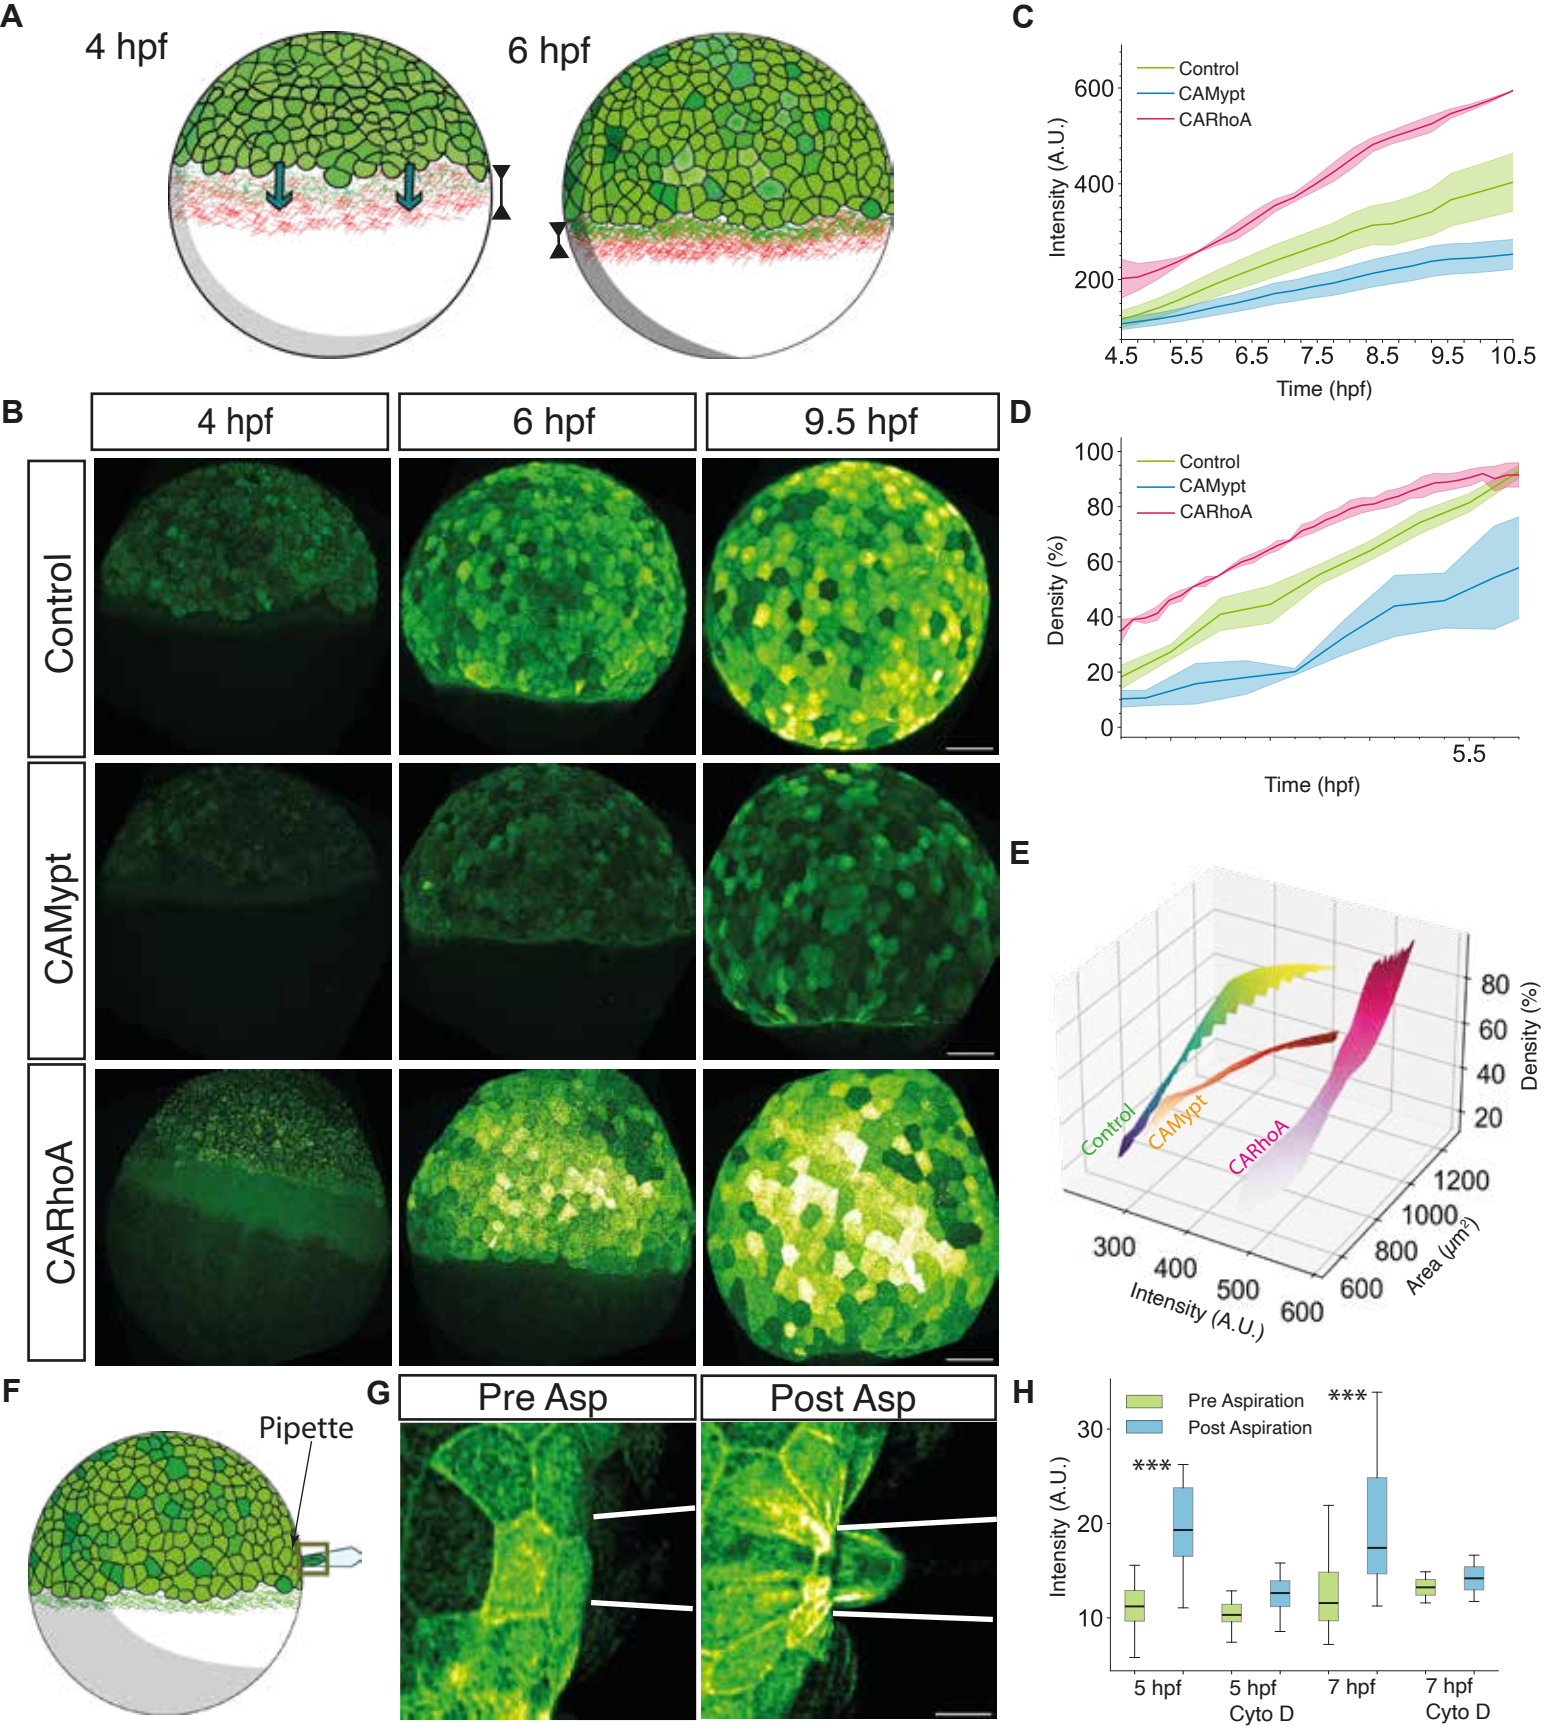 A
4 hpf
6 hpf
B
4 hpf
6 hpf
9.5 hpf
Control
CAMypt
CARhoA
C
Intensity (A.U.)
600
400
200
Control
CAMypt
CARhoA
4.5 5.5 6.5 7.5 8.5 9.5 10.5
Time (hpf)
D
Density (%)
100
80
60
40
20
0
Control
CAMypt
CARhoA
5.5
Time (hpf)
E
Control
CAMypt
CARhoA
80
60
40
20
Density (%)
1200
1000
800
600
Area (µm²)
300
400
500
600
Intensity (A.U.)
F
Pipette
G
Pre Asp
Post Asp
H
Intensity (A.U.)
30
20
10
Pre Aspiration
Post Aspiration
***
***
5 hpf
5 hpf
Cyto D
7 hpf
7 hpf
Cyto D